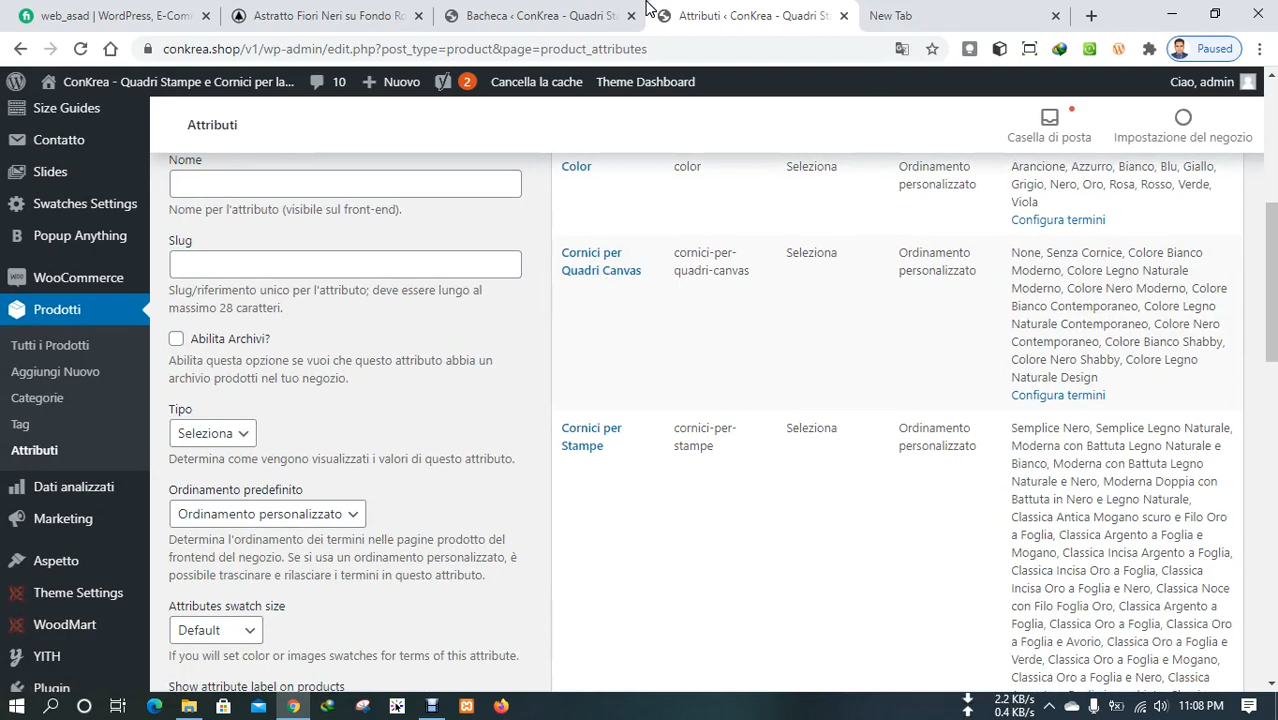 web_asad | WordPress, E-Com
Astratto Fiori Neri su Fondo Ro
Bacheca ‹ ConKrea - Quadri St
Attributi ‹ ConKrea - Quadri Sta
New Tab
conkrea.shop/v1/wp-admin/edit.php?post_type=product&page=product_attributes
Paused
ConKrea - Quadri Stampe e Cornici per la...
10
Nuovo
2
Cancella la cache
Theme Dashboard
Ciao, admin
Size Guides
Contatto
Slides
Swatches Settings
Popup Anything
WooCommerce
Prodotti
Tutti i Prodotti
Aggiungi Nuovo
Categorie
Tag
Attributi
Dati analizzati
Marketing
Aspetto
Theme Settings
WoodMart
YITH
Plugin
Attributi
Casella di posta
Impostazione del negozio
Nome
Nome per l'attributo (visibile sul front-end).
Slug
Slug/riferimento unico per l'attributo; deve essere lungo al
massimo 28 caratteri.
Abilita Archivi?
Abilita questa opzione se vuoi che questo attributo abbia un
archivio prodotti nel tuo negozio.
Tipo
Seleziona
Determina come vengono visualizzati i valori di questo attributo.
Ordinamento predefinito
Ordinamento personalizzato
Determina l'ordinamento dei termini nelle pagine prodotto del
frontend del negozio. Se si usa un ordinamento personalizzato, è
possibile trascinare e rilasciare i termini in questo attributo.
Attributes swatch size
Default
If you will set color or images swatches for terms of this attribute.
Show attribute label on products
Color
color
Seleziona
Ordinamento
personalizzato
Arancione, Azzurro, Bianco, Blu, Giallo,
Grigio, Nero, Oro, Rosa, Rosso, Verde,
Viola
Configura termini
Cornici per
Quadri Canvas
cornici-per-
quadri-canvas
Seleziona
Ordinamento
personalizzato
None, Senza Cornice, Colore Bianco
Moderno, Colore Legno Naturale
Moderno, Colore Nero Moderno, Colore
Bianco Contemporaneo, Colore Legno
Naturale Contemporaneo, Colore Nero
Contemporaneo, Colore Bianco Shabby,
Colore Nero Shabby, Colore Legno
Naturale Design
Configura termini
Cornici per
Stampe
cornici-per-
stampe
Seleziona
Ordinamento
personalizzato
Semplice Nero, Semplice Legno Naturale,
Moderna con Battuta Legno Naturale e
Bianco, Moderna con Battuta Legno
Naturale e Nero, Moderna Doppia con
Battuta in Nero e Legno Naturale,
Classica Antica Mogano scuro e Filo Oro
a Foglia, Classica Argento a Foglia e
Mogano, Classica Incisa Argento a Foglia,
Classica Incisa Oro a Foglia, Classica
Incisa Oro a Foglia e Nero, Classica Noce
con Filo Foglia Oro, Classica Argento a
Foglia, Classica Oro a Foglia, Classica Oro
a Foglia e Avorio, Classica Oro a Foglia e
Verde, Classica Oro a Foglia e Mogano,
Classica Oro a Foglia e Nero, Classica
2.2 KB/s
0.4 KB/s
11:08 PM